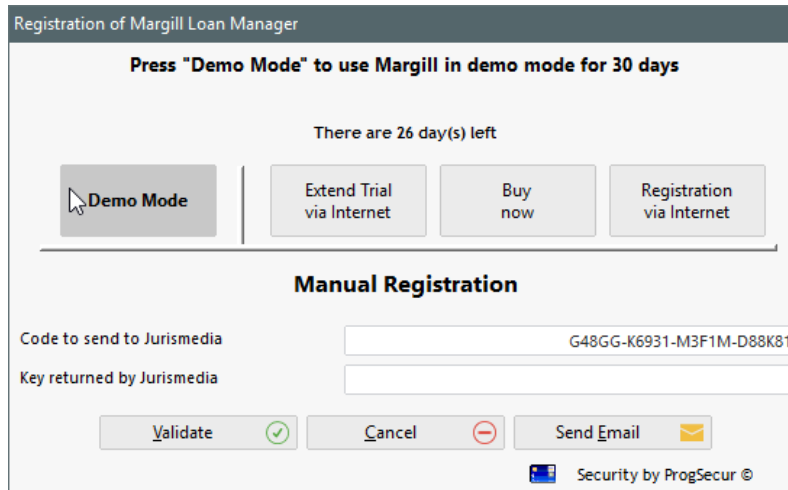 Registration of Margill Loan Manager
Press "Demo Mode" to use Margill in demo mode for 30 days
There are 26 day(s) left
Demo Mode
Extend Trial
via Internet
Buy
now
Registration
via Internet
Manual Registration
Code to send to Jurismedia G48GG-K6931-M3F1M-D88K81
Key returned by Jurismedia
Validate Cancel Send Email
Security by ProgSecur ©